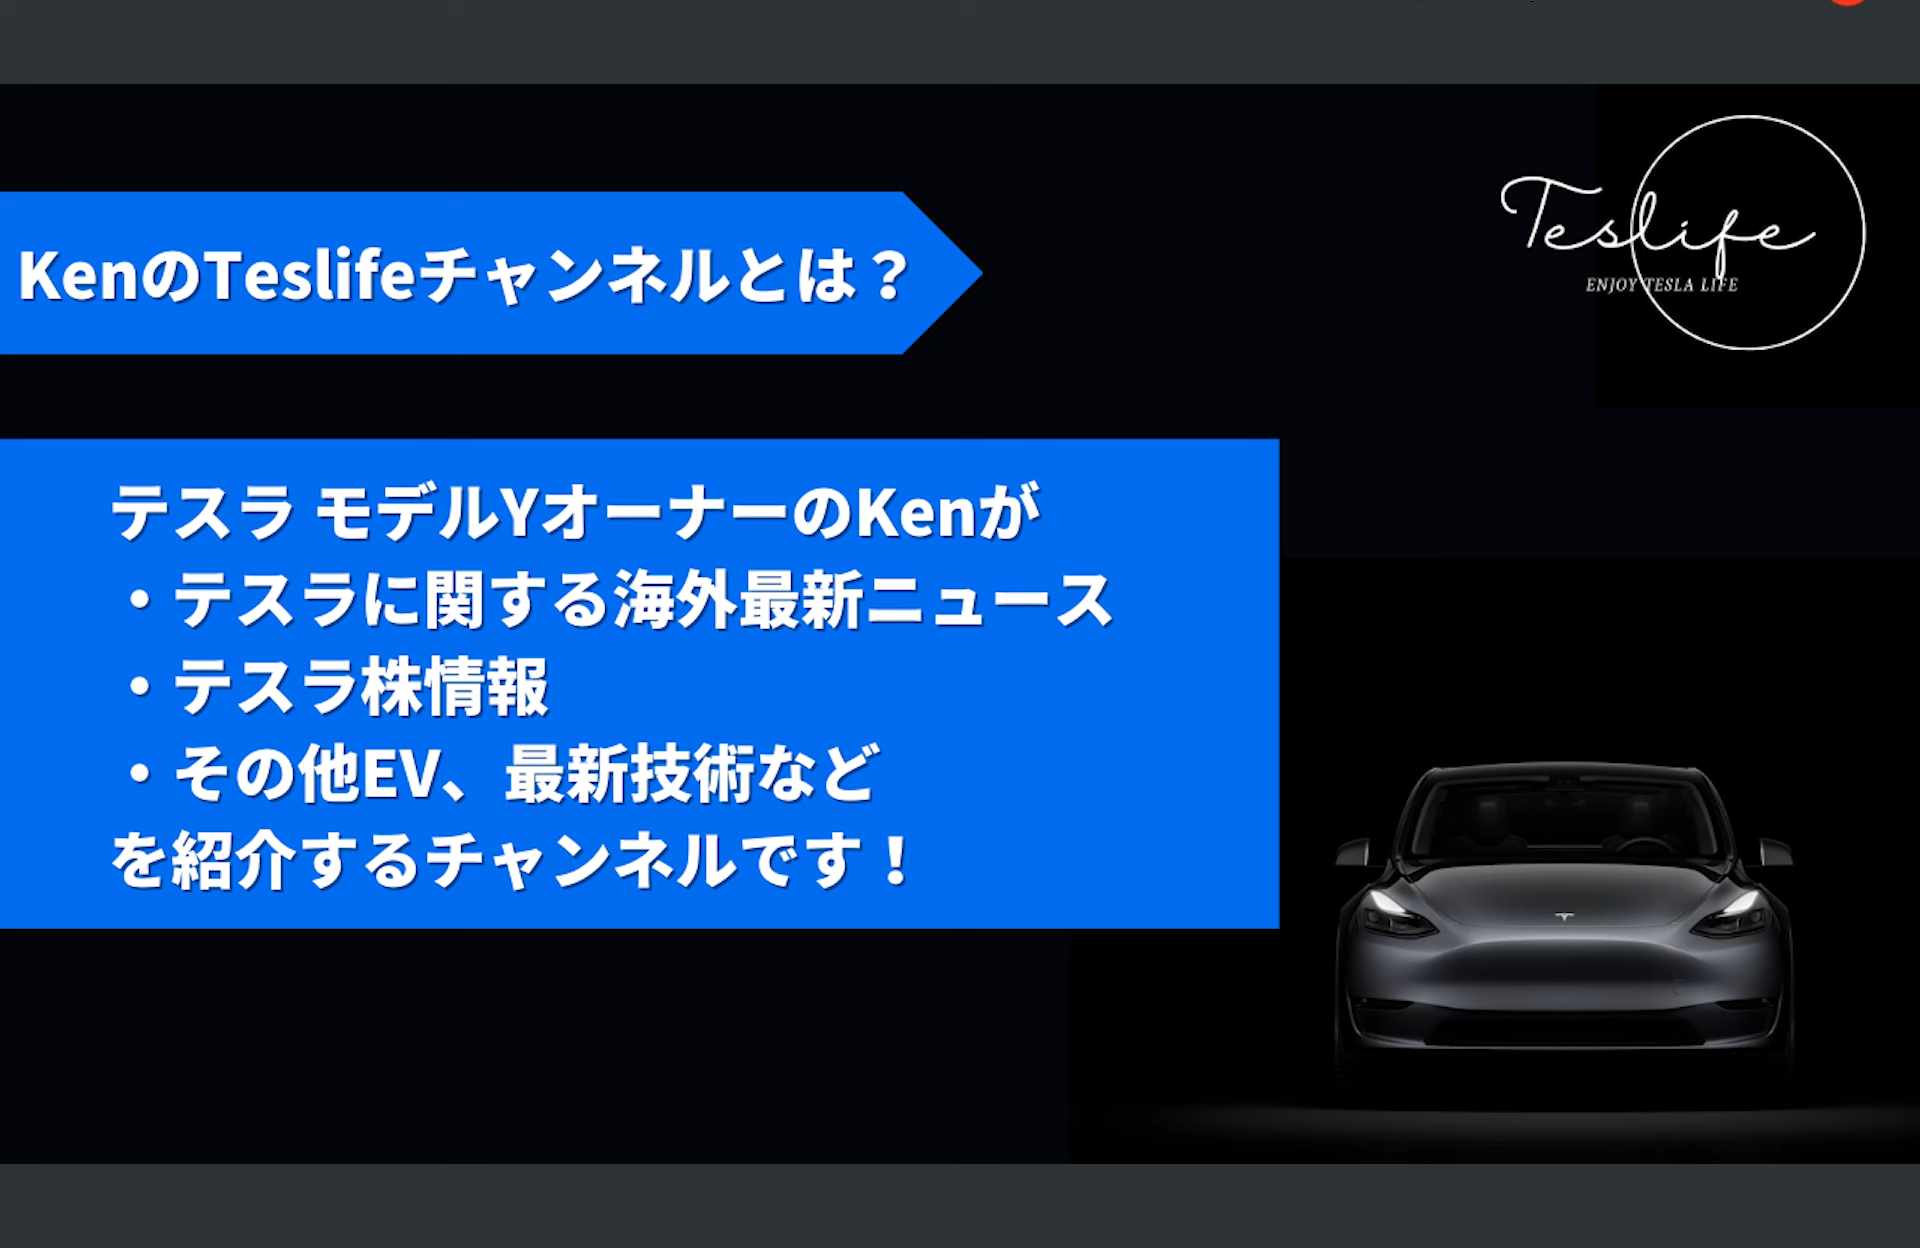 KenのTeslifeチャンネルとは？
Teslife
ENJOY TESLA LIFE
テスラ モデルYオーナーのKenが
・テスラに関する海外最新ニュース
・テスラ株情報
・その他EV、最新技術など
を紹介するチャンネルです！